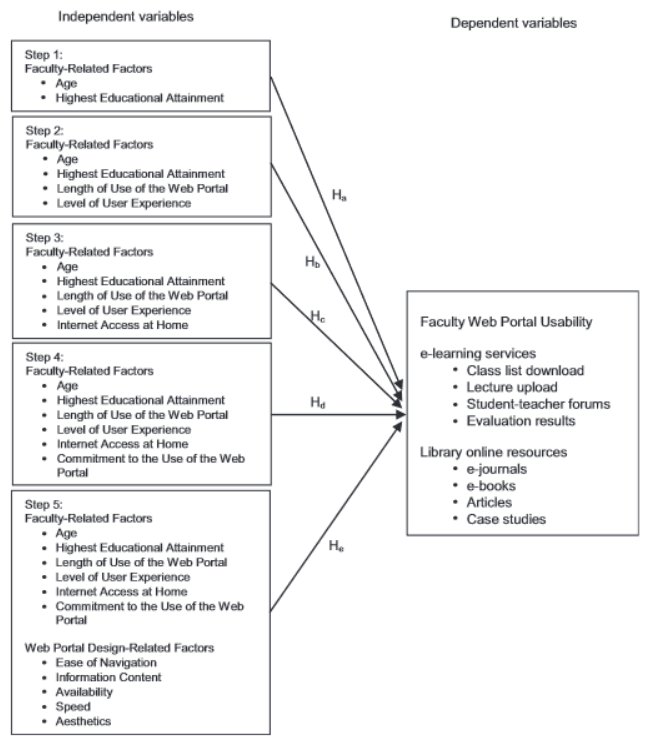 Independent variables
Dependent variables
Step 1:
Faculty-Related Factors
• Age
• Highest Educational Attainment
Step 2:
Faculty-Related Factors
• Age
• Highest Educational Attainment
• Length of Use of the Web Portal
• Level of User Experience
Step 3:
Faculty-Related Factors
• Age
• Highest Educational Attainment
• Length of Use of the Web Portal
• Level of User Experience
• Internet Access at Home
Step 4:
Faculty-Related Factors
• Age
• Highest Educational Attainment
• Length of Use of the Web Portal
• Level of User Experience
• Internet Access at Home
• Commitment to the Use of the Web
Portal
Step 5:
Faculty-Related Factors
• Age
• Highest Educational Attainment
• Length of Use of the Web Portal
• Level of User Experience
• Internet Access at Home
• Commitment to the Use of the Web
Portal
Web Portal Design-Related Factors
• Ease of Navigation
• Information Content
• Availability
• Speed
• Aesthetics
Ha
Hb
Hc
Hd
He
Faculty Web Portal Usability
e-learning services
• Class list download
• Lecture upload
• Student-teacher forums
• Evaluation results
Library online resources
• e-journals
• e-books
• Articles
• Case studies